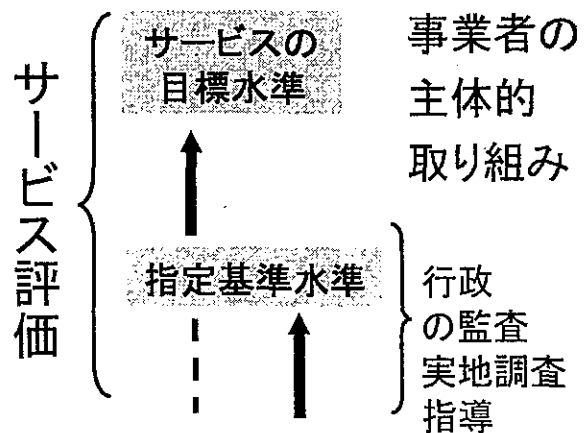 サービス評価
サービスの
目標水準
事業者の
主体的
取り組み
指定基準水準
行政
の監査
実地調査
指導